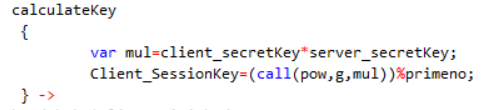 calculateKey
{
var mul=client_secretKey*server_secretKey;
Client_SessionKey=(call(pow,g,mul))%primeno;
} ->